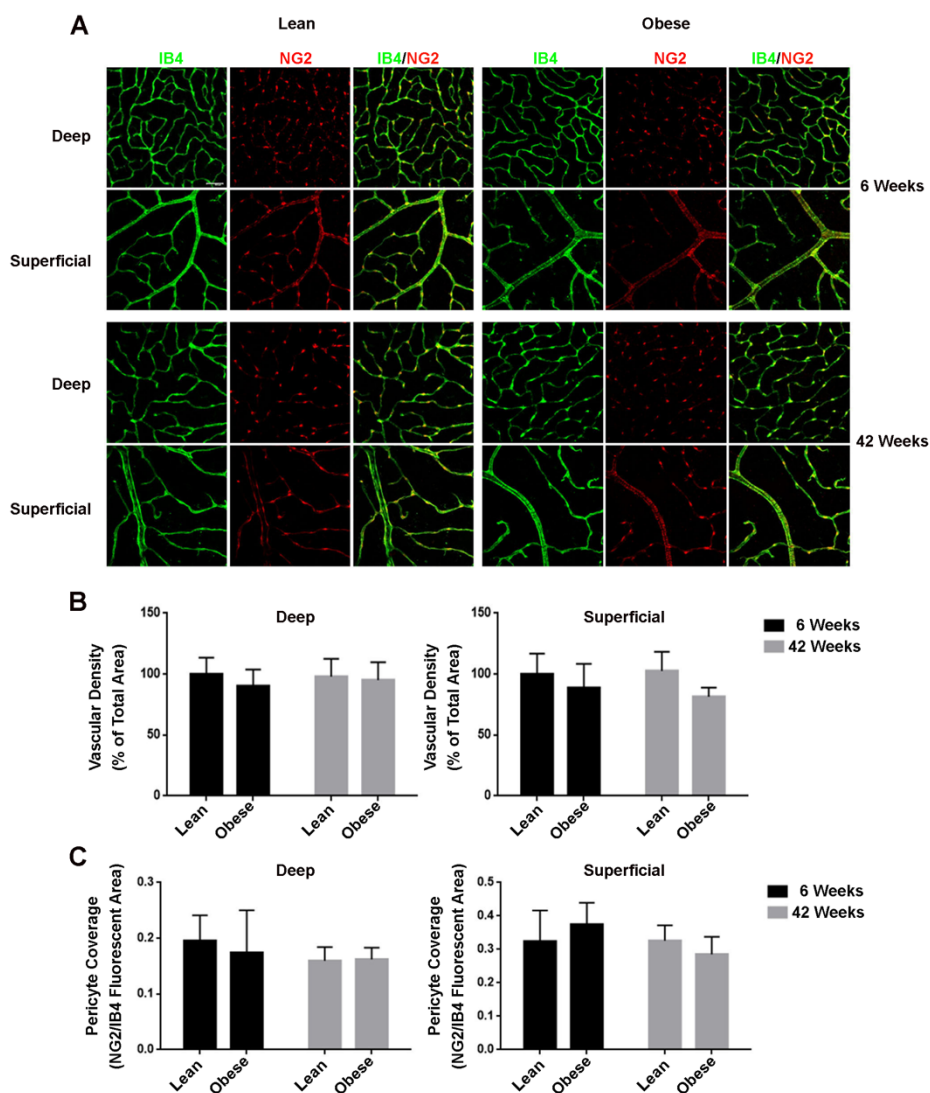 A
Lean Obese
IB4 NG2 IB4/NG2 IB4 NG2 IB4/NG2
Deep
6 Weeks
Superficial
Deep
42 Weeks
Superficial
B
Deep
Vascular Density
(% of Total Area)
150
100
50
0
Lean Obese Lean Obese
Superficial
Vascular Density
(% of Total Area)
150
100
50
0
Lean Obese Lean Obese
6 Weeks
42 Weeks
C
Deep
Pericyte Coverage
(NG2/IB4 Fluorescent Area)
0.3
0.2
0.1
0.0
Lean Obese Lean Obese
Superficial
Pericyte Coverage
(NG2/IB4 Fluorescent Area)
0.5
0.4
0.3
0.2
0.1
0.0
Lean Obese Lean Obese
6 Weeks
42 Weeks